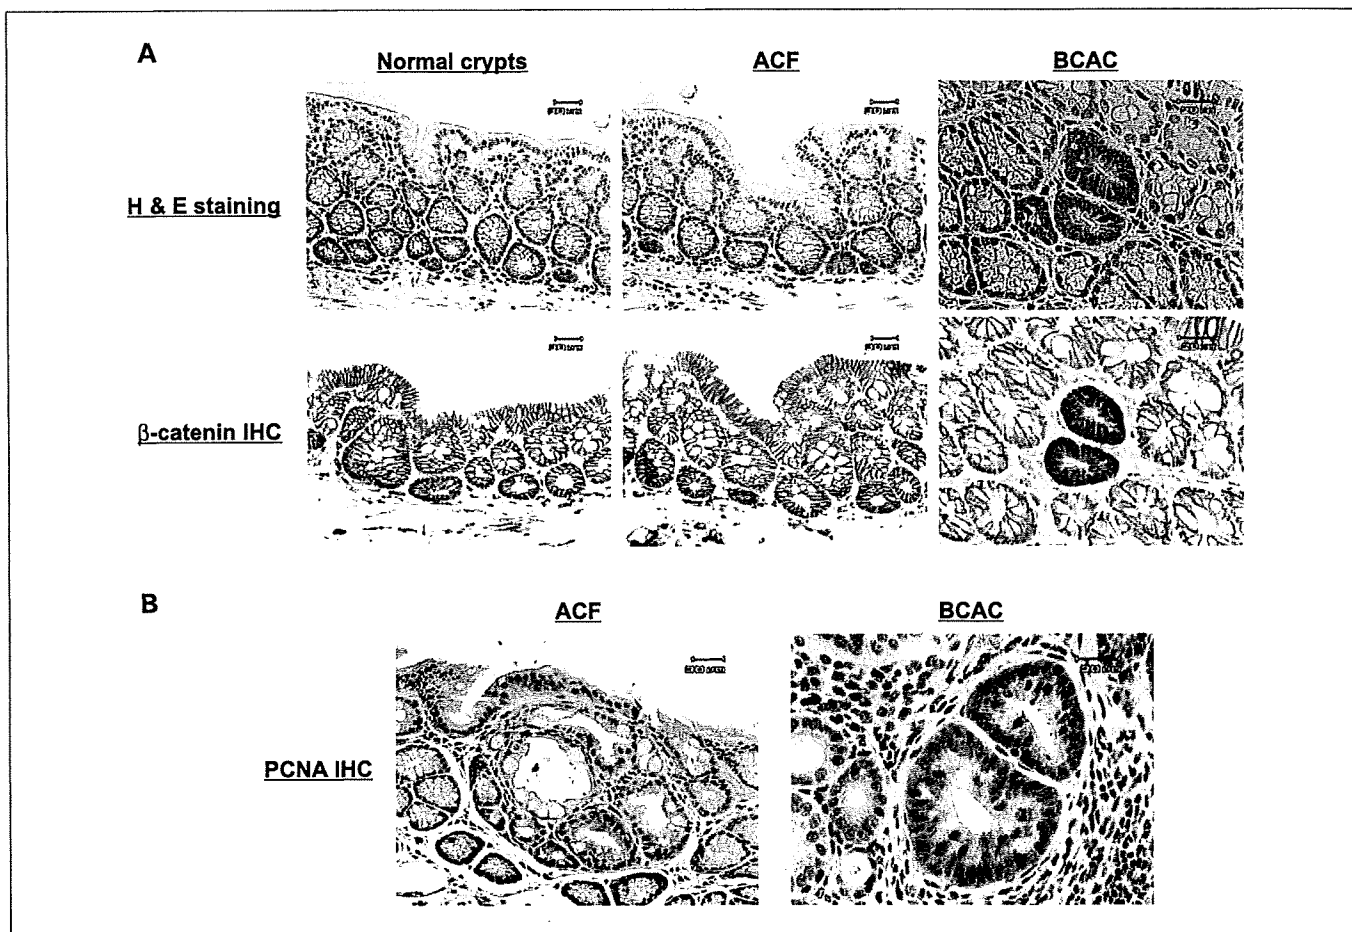 A
Normal crypts ACF BCAC
H & E staining
β-catenin IHC
B
ACF BCAC
PCNA IHC